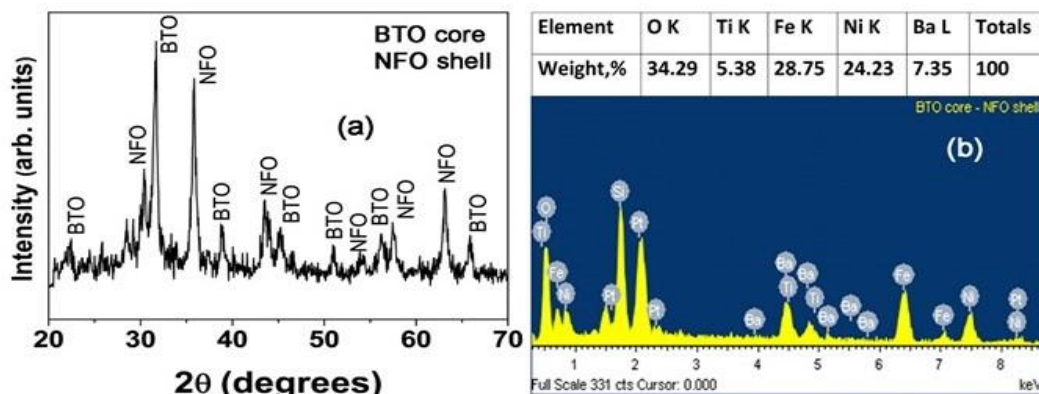 BTO core
NFO shell
(a)
BTO
NFO
BTO
NFO
BTO
NFO
BTO
BTO
NFO
BTO
NFO
NFO
BTO
Intensity (arb. units)
20 30 40 50 60 70
2θ (degrees)
Element O K Ti K Fe K Ni K Ba L Totals
Weight,% 34.29 5.38 28.75 24.23 7.35 100
BTO core - NFO shell
(b)
O
Ti
Fe
Ni
Pt
Si
Pt
Pt
Ba
Ba
Ti
Ba
Ti
Ba
Ba
Ba
Fe
Fe
Ni
Pt
Ni
1 2 3 4 5 6 7 8
Full Scale 331 cts Cursor: 0.000
keV